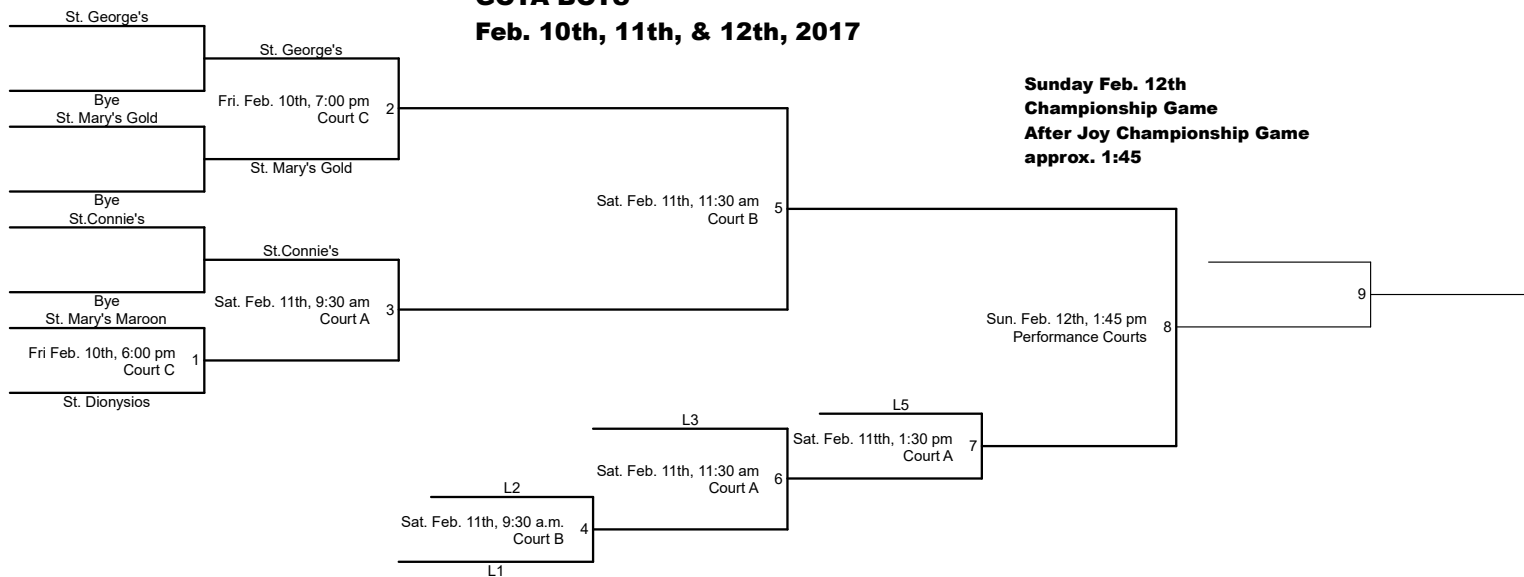 Feb. 10th, 11th, & 12th, 2017
St. George's
St. George's
Bye
St. Mary's Gold
Fri. Feb. 10th, 7:00 pm
Court C
2
St. Mary's Gold
Bye
St.Connie's
St.Connie's
Bye
St. Mary's Maroon
Sat. Feb. 11th, 9:30 am
Court A
3
Fri Feb. 10th, 6:00 pm
Court C
1
St. Dionysios
Sat. Feb. 11th, 11:30 am
Court B
5
Sunday Feb. 12th
Championship Game
After Joy Championship Game
approx. 1:45
Sun. Feb. 12th, 1:45 pm
Performance Courts
8
9
L5
Sat. Feb. 11tth, 1:30 pm
Court A
7
L3
Sat. Feb. 11th, 11:30 am
Court A
6
L2
Sat. Feb. 11th, 9:30 a.m.
Court B
4
L1